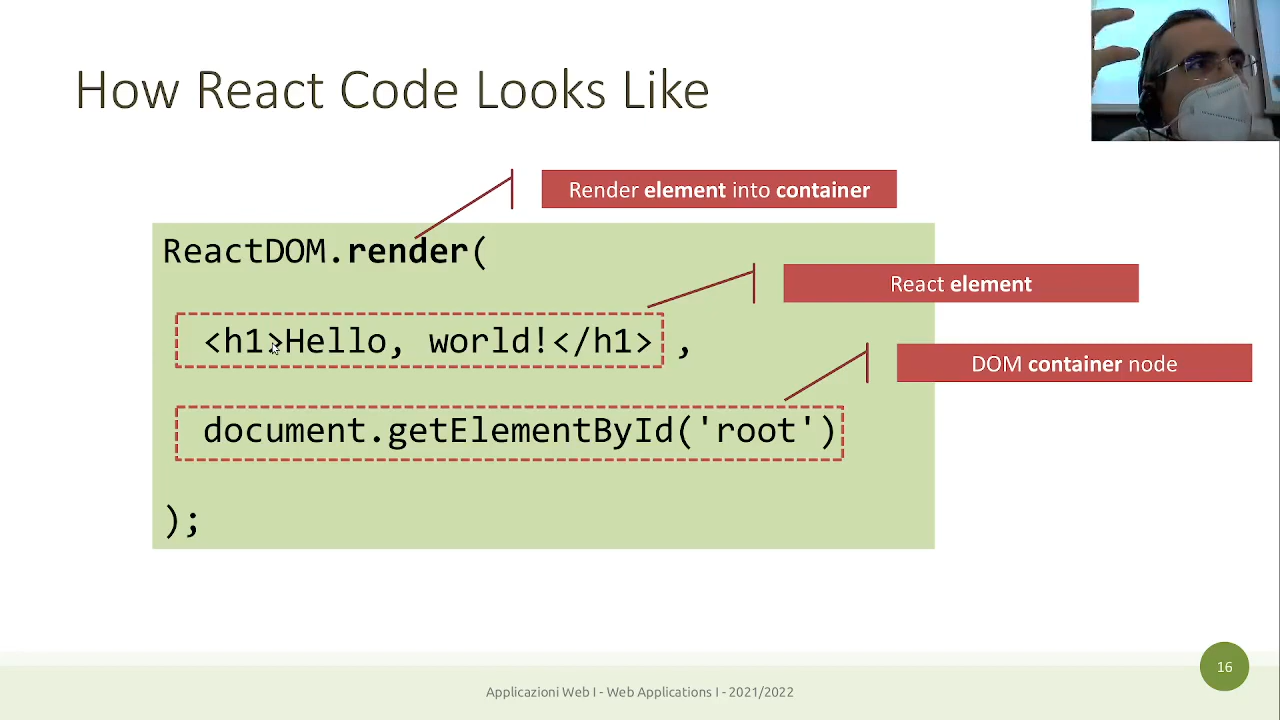 How React Code Looks Like
Render element into container
ReactDOM.render(
React element
<h1>Hello, world!</h1> ,
DOM container node
document.getElementById('root')
);
16
Applicazioni Web I - Web Applications I - 2021/2022